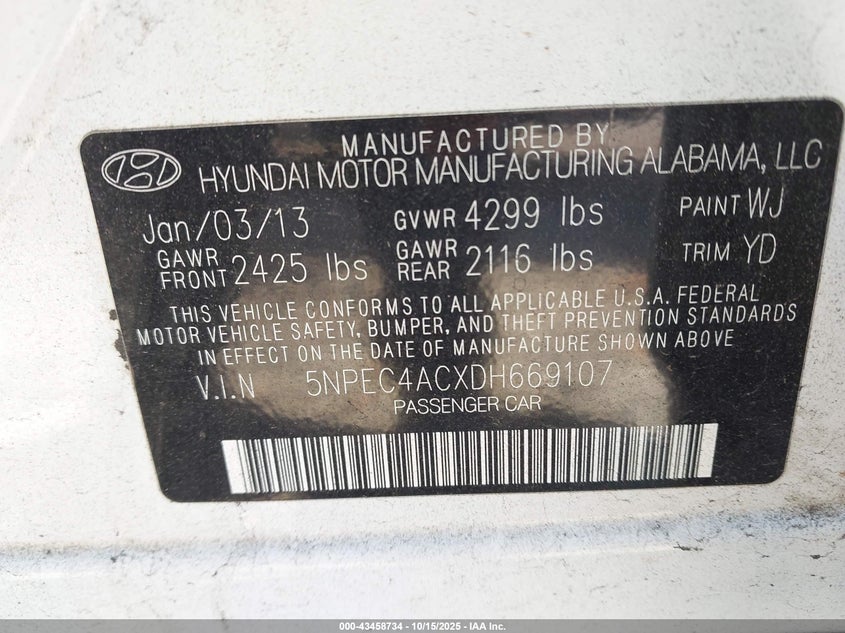 MANUFACTURED BY
HYUNDAI MOTOR MANUFACTURING ALABAMA, LLC
Jan/03/13 GVWR 4299 lbs PAINT WJ
GAWR FRONT 2425 lbs GAWR REAR 2116 lbs TRIM YD
THIS VEHICLE CONFORMS TO ALL APPLICABLE U.S.A. FEDERAL
MOTOR VEHICLE SAFETY, BUMPER, AND THEFT PREVENTION STANDARDS
IN EFFECT ON THE DATE OF MANUFACTURE SHOWN ABOVE
V.I.N 5NPEC4ACXDH669107
PASSENGER CAR
000-43458734 | 10/15/2025 - IAA Inc.